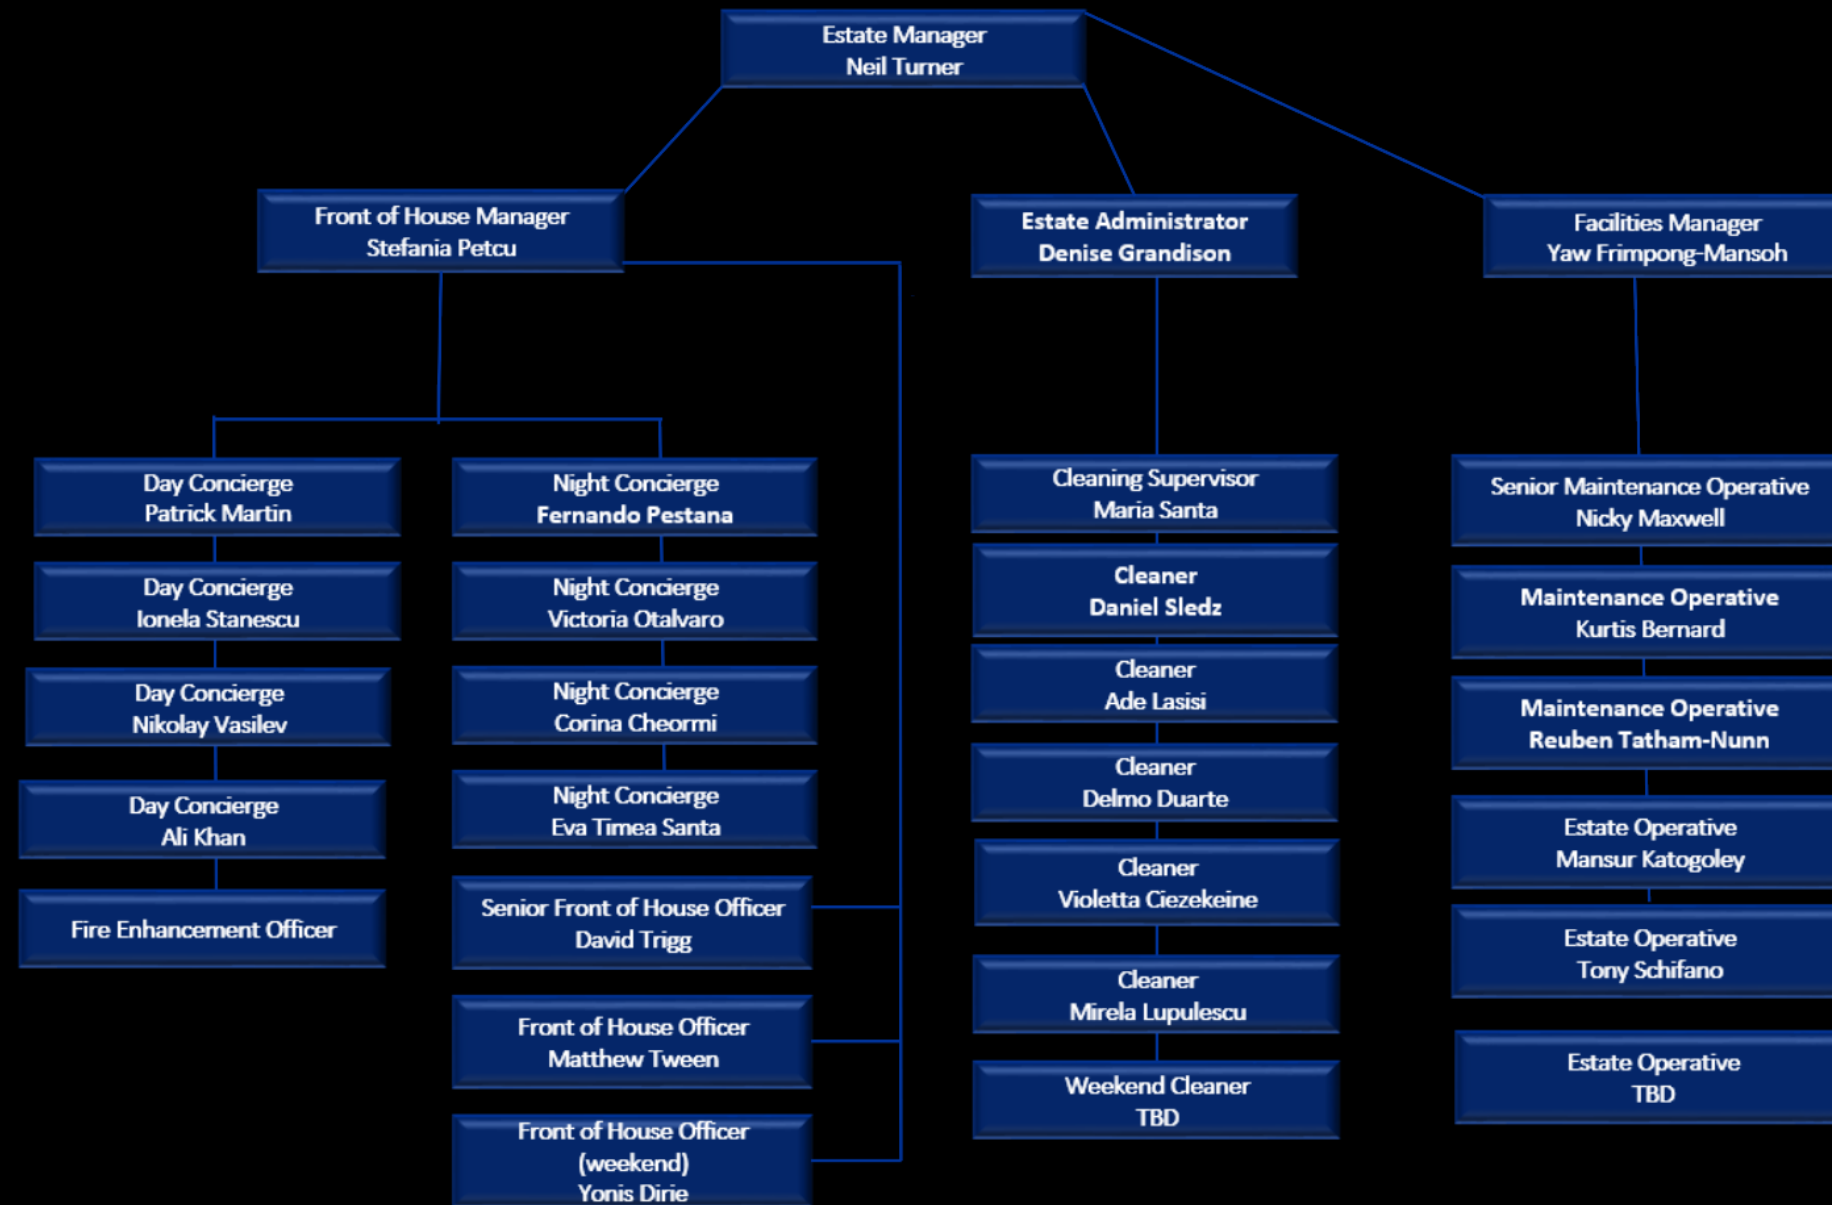 Estate Manager
Neil Turner
Front of House Manager
Stefania Petcu
Estate Administrator
Denise Grandison
Facilities Manager
Yaw Frimpong-Mansoh
Day Concierge
Patrick Martin
Day Concierge
Ionela Stanescu
Day Concierge
Nikolay Vasilev
Day Concierge
Ali Khan
Fire Enhancement Officer
Night Concierge
Fernando Pestana
Night Concierge
Victoria Otalvaro
Night Concierge
Corina Cheormi
Night Concierge
Eva Timea Santa
Senior Front of House Officer
David Trigg
Front of House Officer
Matthew Tween
Front of House Officer
(weekend)
Yonis Dirie
Cleaning Supervisor
Maria Santa
Cleaner
Daniel Sledz
Cleaner
Ade Lasisi
Cleaner
Delmo Duarte
Cleaner
Violetta Ciezekeine
Cleaner
Mirela Lupulescu
Weekend Cleaner
TBD
Senior Maintenance Operative
Nicky Maxwell
Maintenance Operative
Kurtis Bernard
Maintenance Operative
Reuben Tatham-Nunn
Estate Operative
Mansur Katogoley
Estate Operative
Tony Schifano
Estate Operative
TBD